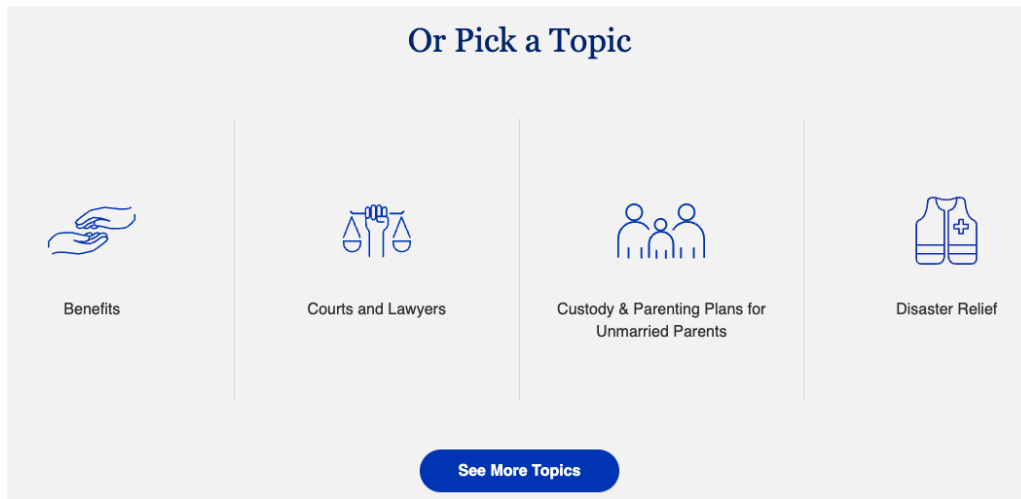 Or Pick a Topic
Benefits
Courts and Lawyers
Custody & Parenting Plans for
Unmarried Parents
Disaster Relief
See More Topics